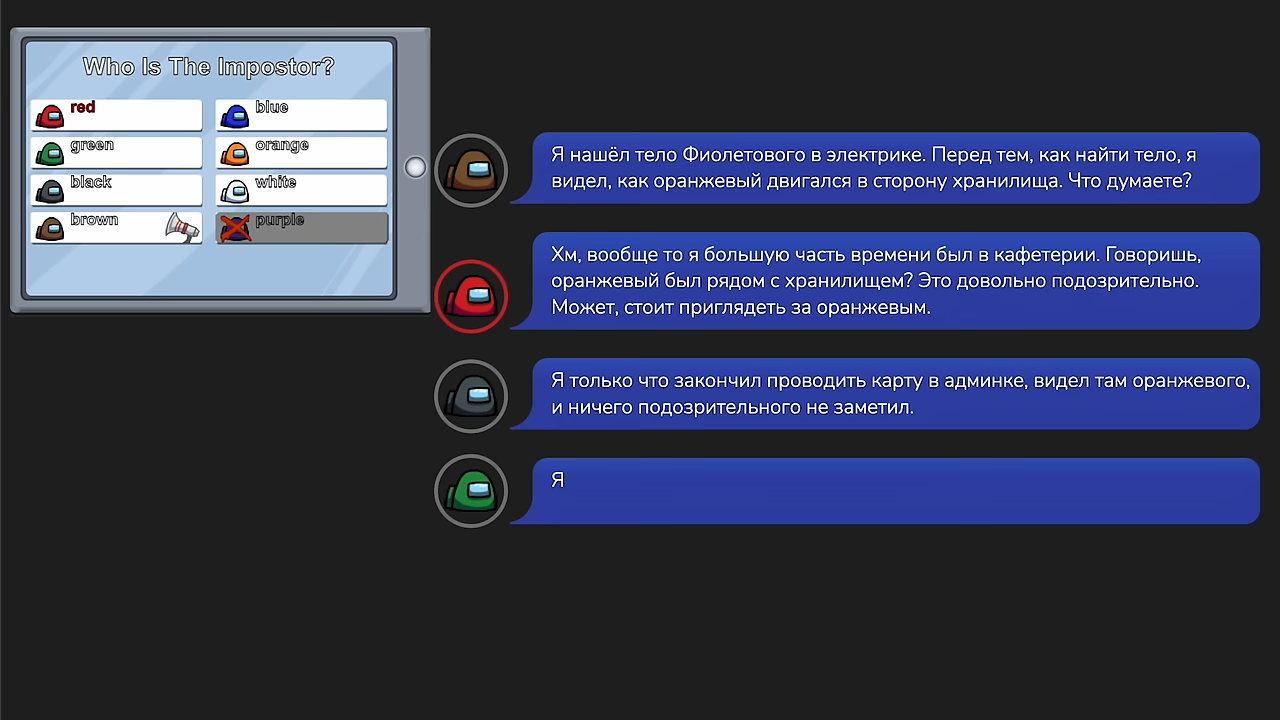 Who Is The Impostor?
red
blue
green
orange
black
white
brown
purple
Я нашёл тело Фиолетового в электрике. Перед тем, как найти тело, я
видел, как оранжевый двигался в сторону хранилища. Что думаете?
Хм, вообще то я большую часть времени был в кафетерии. Говоришь,
оранжевый был рядом с хранилищем? Это довольно подозрительно.
Может, стоит приглядеть за оранжевым.
Я только что закончил проводить карту в админке, видел там оранжевого,
и ничего подозрительного не заметил.
Я